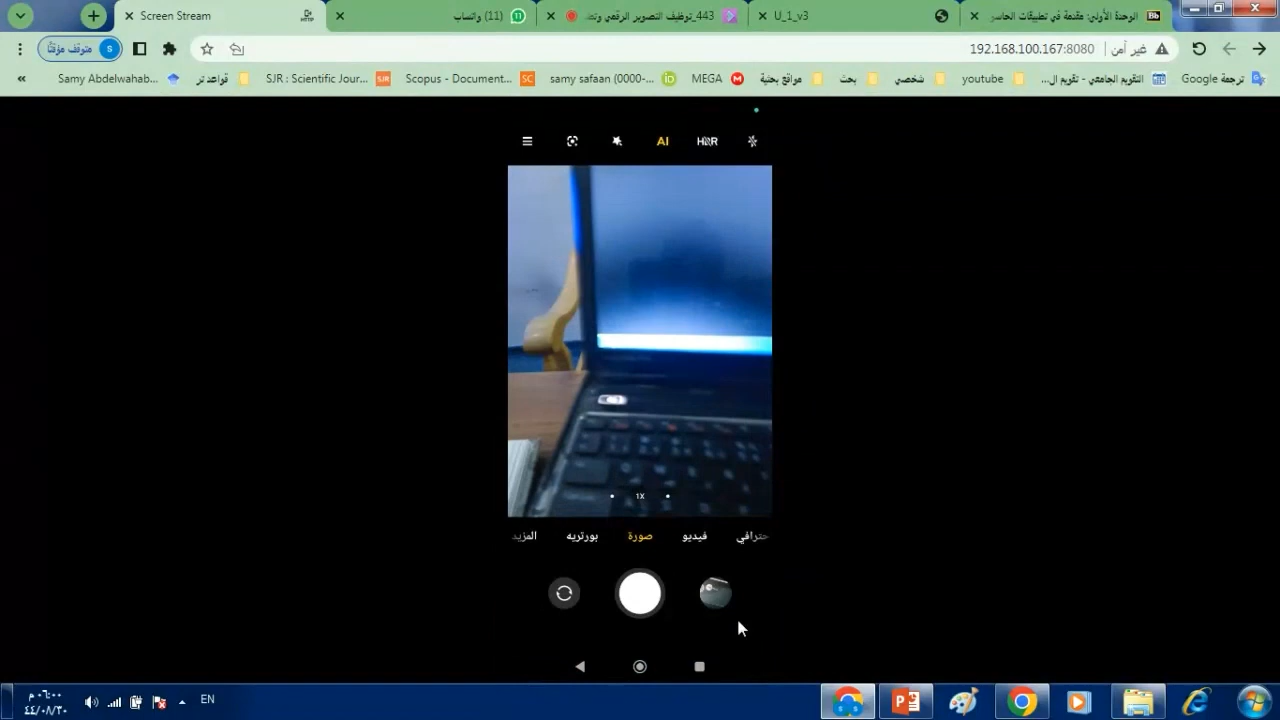 Screen Stream
(11) واتساب
443_توظيف التصوير الرقمي وتط
U_1_v3
الوحدة الأولى: مقدمة في تطبيقات الحاسو
متوقف مؤقتًا
S
192.168.100.167:8080
غير آمن
«
Samy Abdelwahab...
قواعد تر
SJR : Scientific Jour...
Scopus - Document...
samy safaan (0000-...
MEGA
مواقع بحثية
بحث
شخصي
youtube
التقويم الجامعي - تقويم ال...
ترجمة Google
AI
HDR
1X
المزيد
بورتريه
صورة
فيديو
حترافي
٠٦:٠٠ م
٤٤/٠٨/٣٠
EN